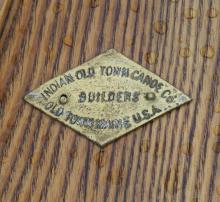 INDIAN OLD TOWN CANOE Co.
BUILDERS
OLD TOWN MAINE U.S.A.